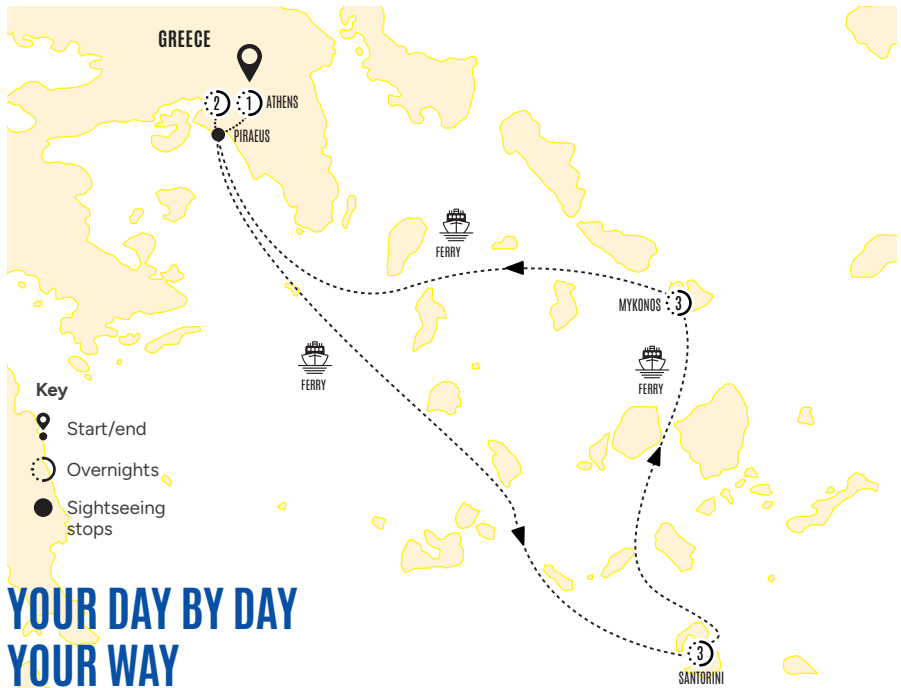 GREECE
2
1
ATHENS
PIRAEUS
FERRY
MYKONOS
3
FERRY
FERRY
Key
Start/end
Overnights
Sightseeing
stops
YOUR DAY BY DAY
YOUR WAY
3
SANTORINI